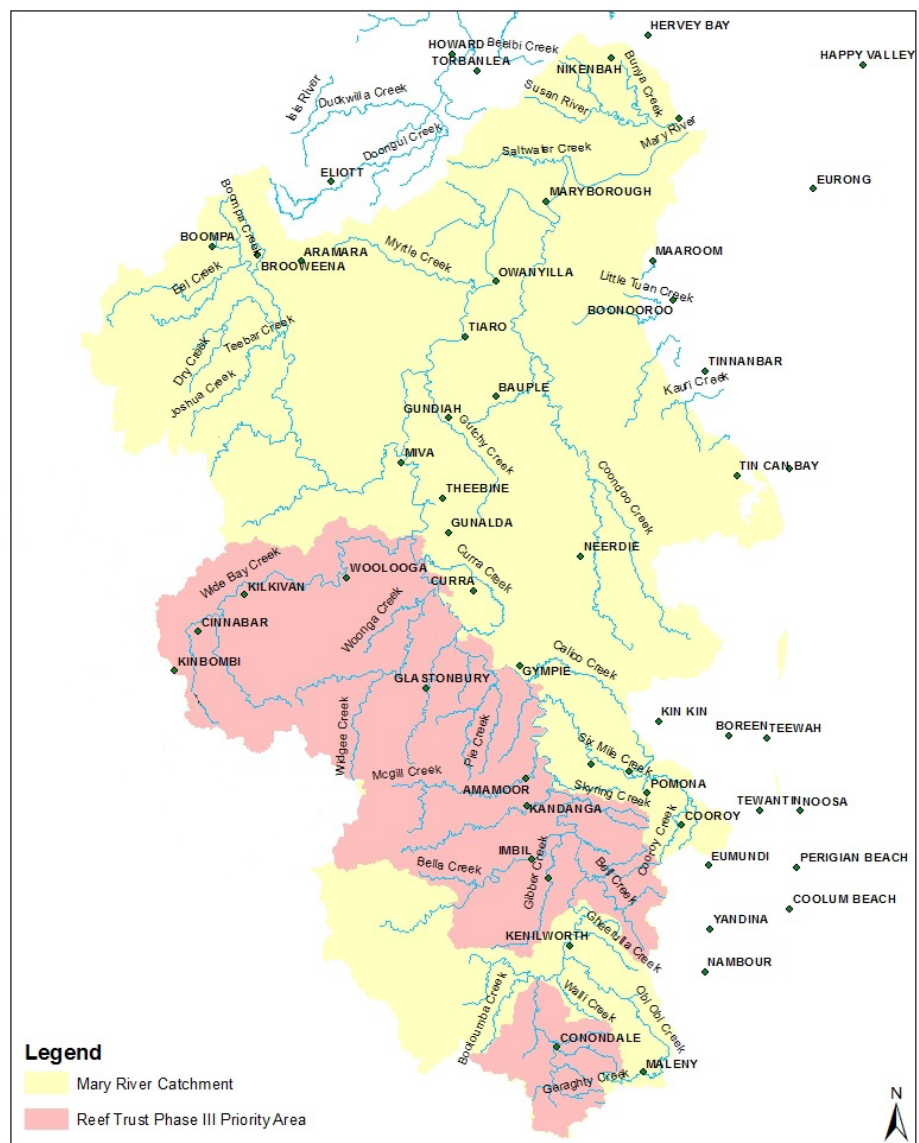 HERVEY BAY
HOWARD
Beelbi Creek
HAPPY VALLEY
TORBANLEA
NIKENBAH
Bunya Creek
Isis River
Duckwilla Creek
Susan River
Mary River
Doongul Creek
Saltwater Creek
ELIOTT
EURONG
MARYBOROUGH
Boompa Creek
BOOMPA
ARAMARA
Myrtle Creek
MAAROOM
BROOWEENA
Eel Creek
OWANYILLA
Little Tuan Creek
BOONOOROO
Teebar Creek
TIARO
Dry Creek
TINNANBAR
Joshua Creek
BAUPLE
Kauri Creek
GUNDIAH
Gutchy Creek
MIVA
Coondoo Creek
TIN CAN BAY
THEEBINE
GUNALDA
NEERDIE
Wide Bay Creek
WOOLOOGA
Curra Creek
KILKIVAN
CURRA
Woonga Creek
CINNABAR
Calico Creek
KINBOMBI
GLASTONBURY
GYMPIE
KIN KIN
BOREEN
TEEWAH
Widgee Creek
Pie Creek
Six Mile Creek
Mcgill Creek
AMAMOOR
Skyring Creek
POMONA
KANDANGA
TEWANTIN
NOOSA
COOROY
Cooroy Creek
IMBIL
Bella Creek
Gibber Creek
Bell Creek
EUMUNDI
PERIGIAN BEACH
COOLUM BEACH
Gheerulla Creek
YANDINA
KENILWORTH
NAMBOUR
Booloumba Creek
Walli Creek
Obi Obi Creek
CONONDALE
Geraghty Creek
MALENY
Legend
Mary River Catchment
Reef Trust Phase III Priority Area
N